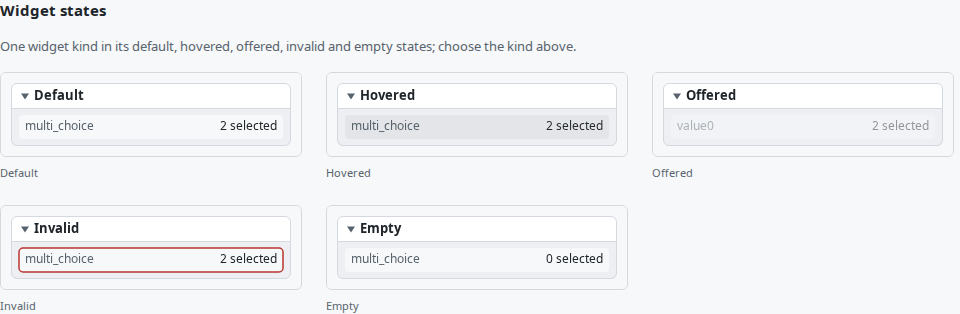 Widget states
One widget kind in its default, hovered, offered, invalid and empty states; choose the kind above.
Default
multi_choice 2 selected
Default
Hovered
multi_choice 2 selected
Hovered
Offered
value0 2 selected
Offered
Invalid
multi_choice 2 selected
Invalid
Empty
multi_choice 0 selected
Empty